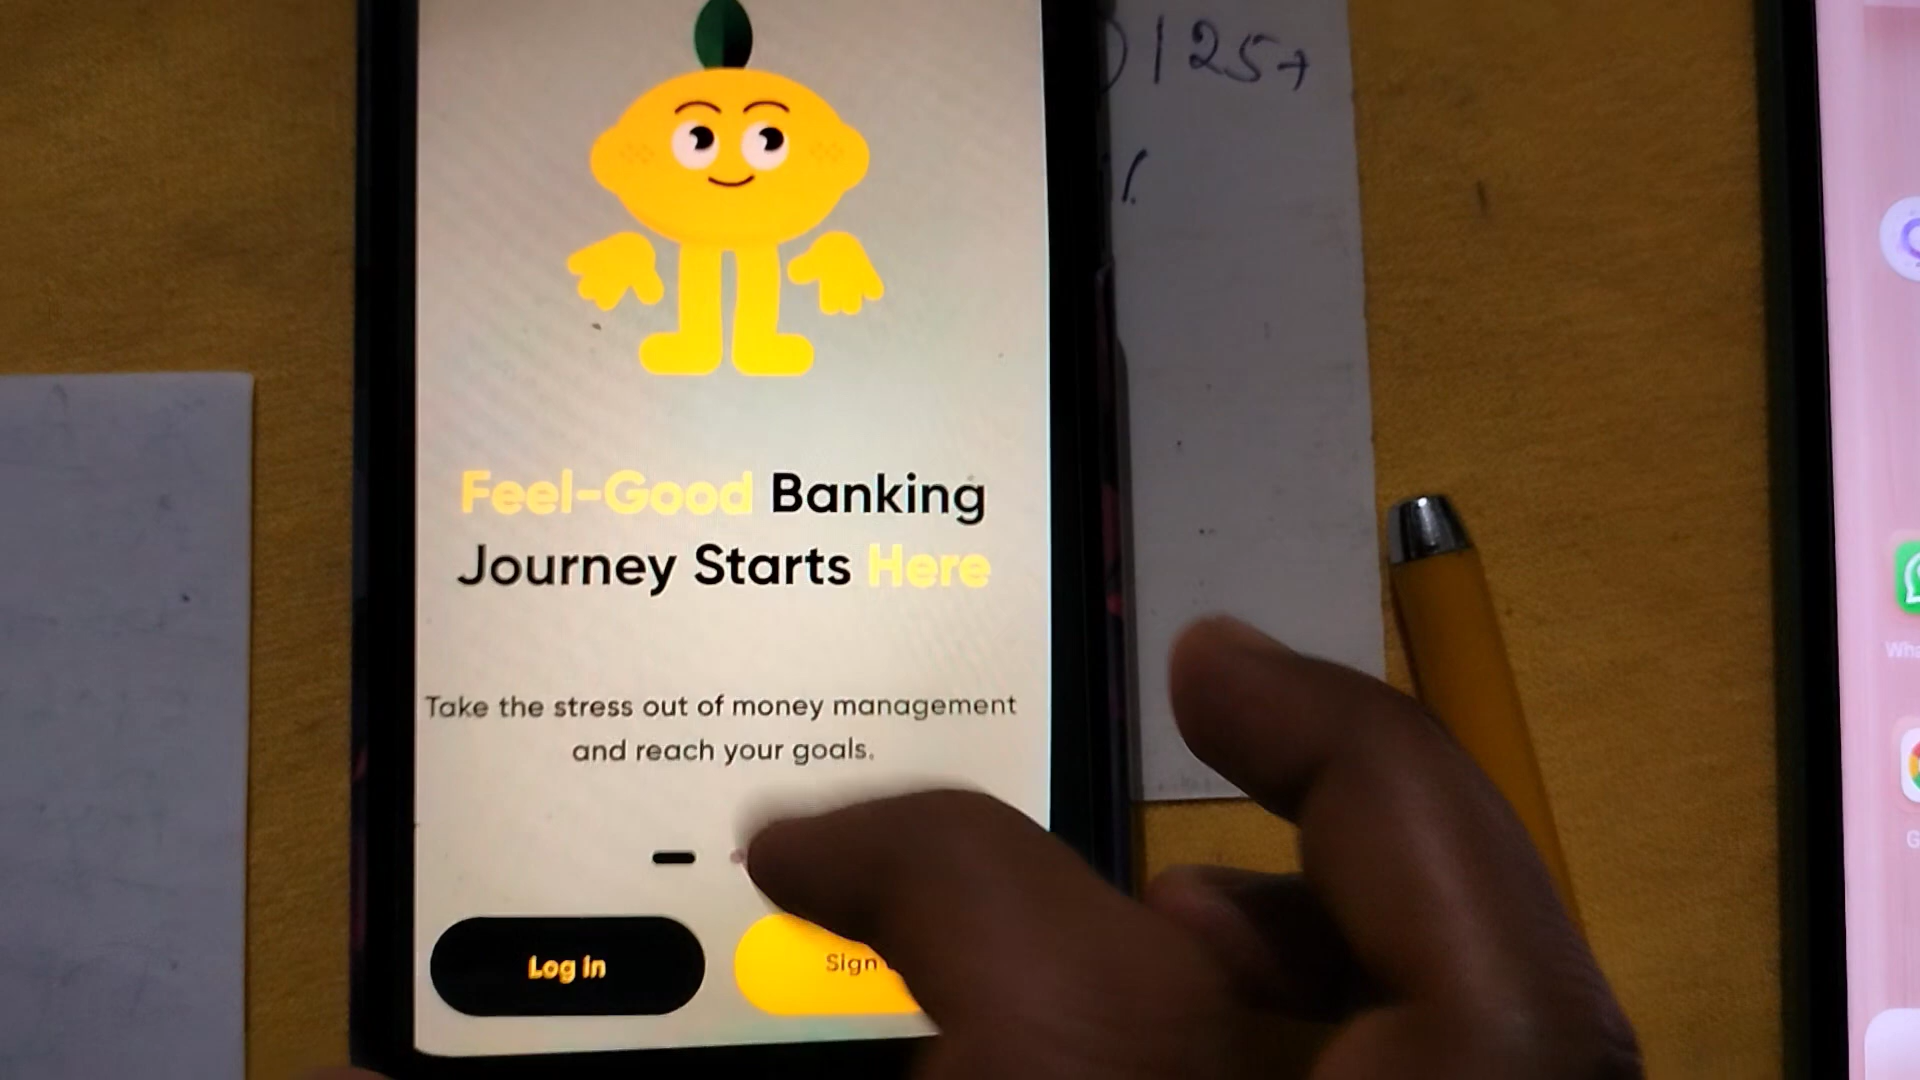 Feel-Good Banking
Journey Starts Here
Take the stress out of money management
and reach your goals.
Log in
Sign
125+